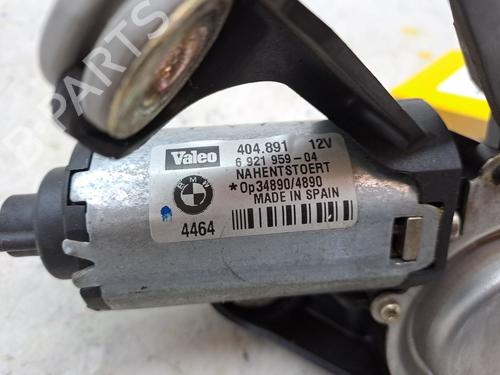 PARTS
Valeo
404.891 12V
6 921 959-04
NAHENTSTOERT
*Op34890/4890
MADE IN SPAIN
BMW
4464